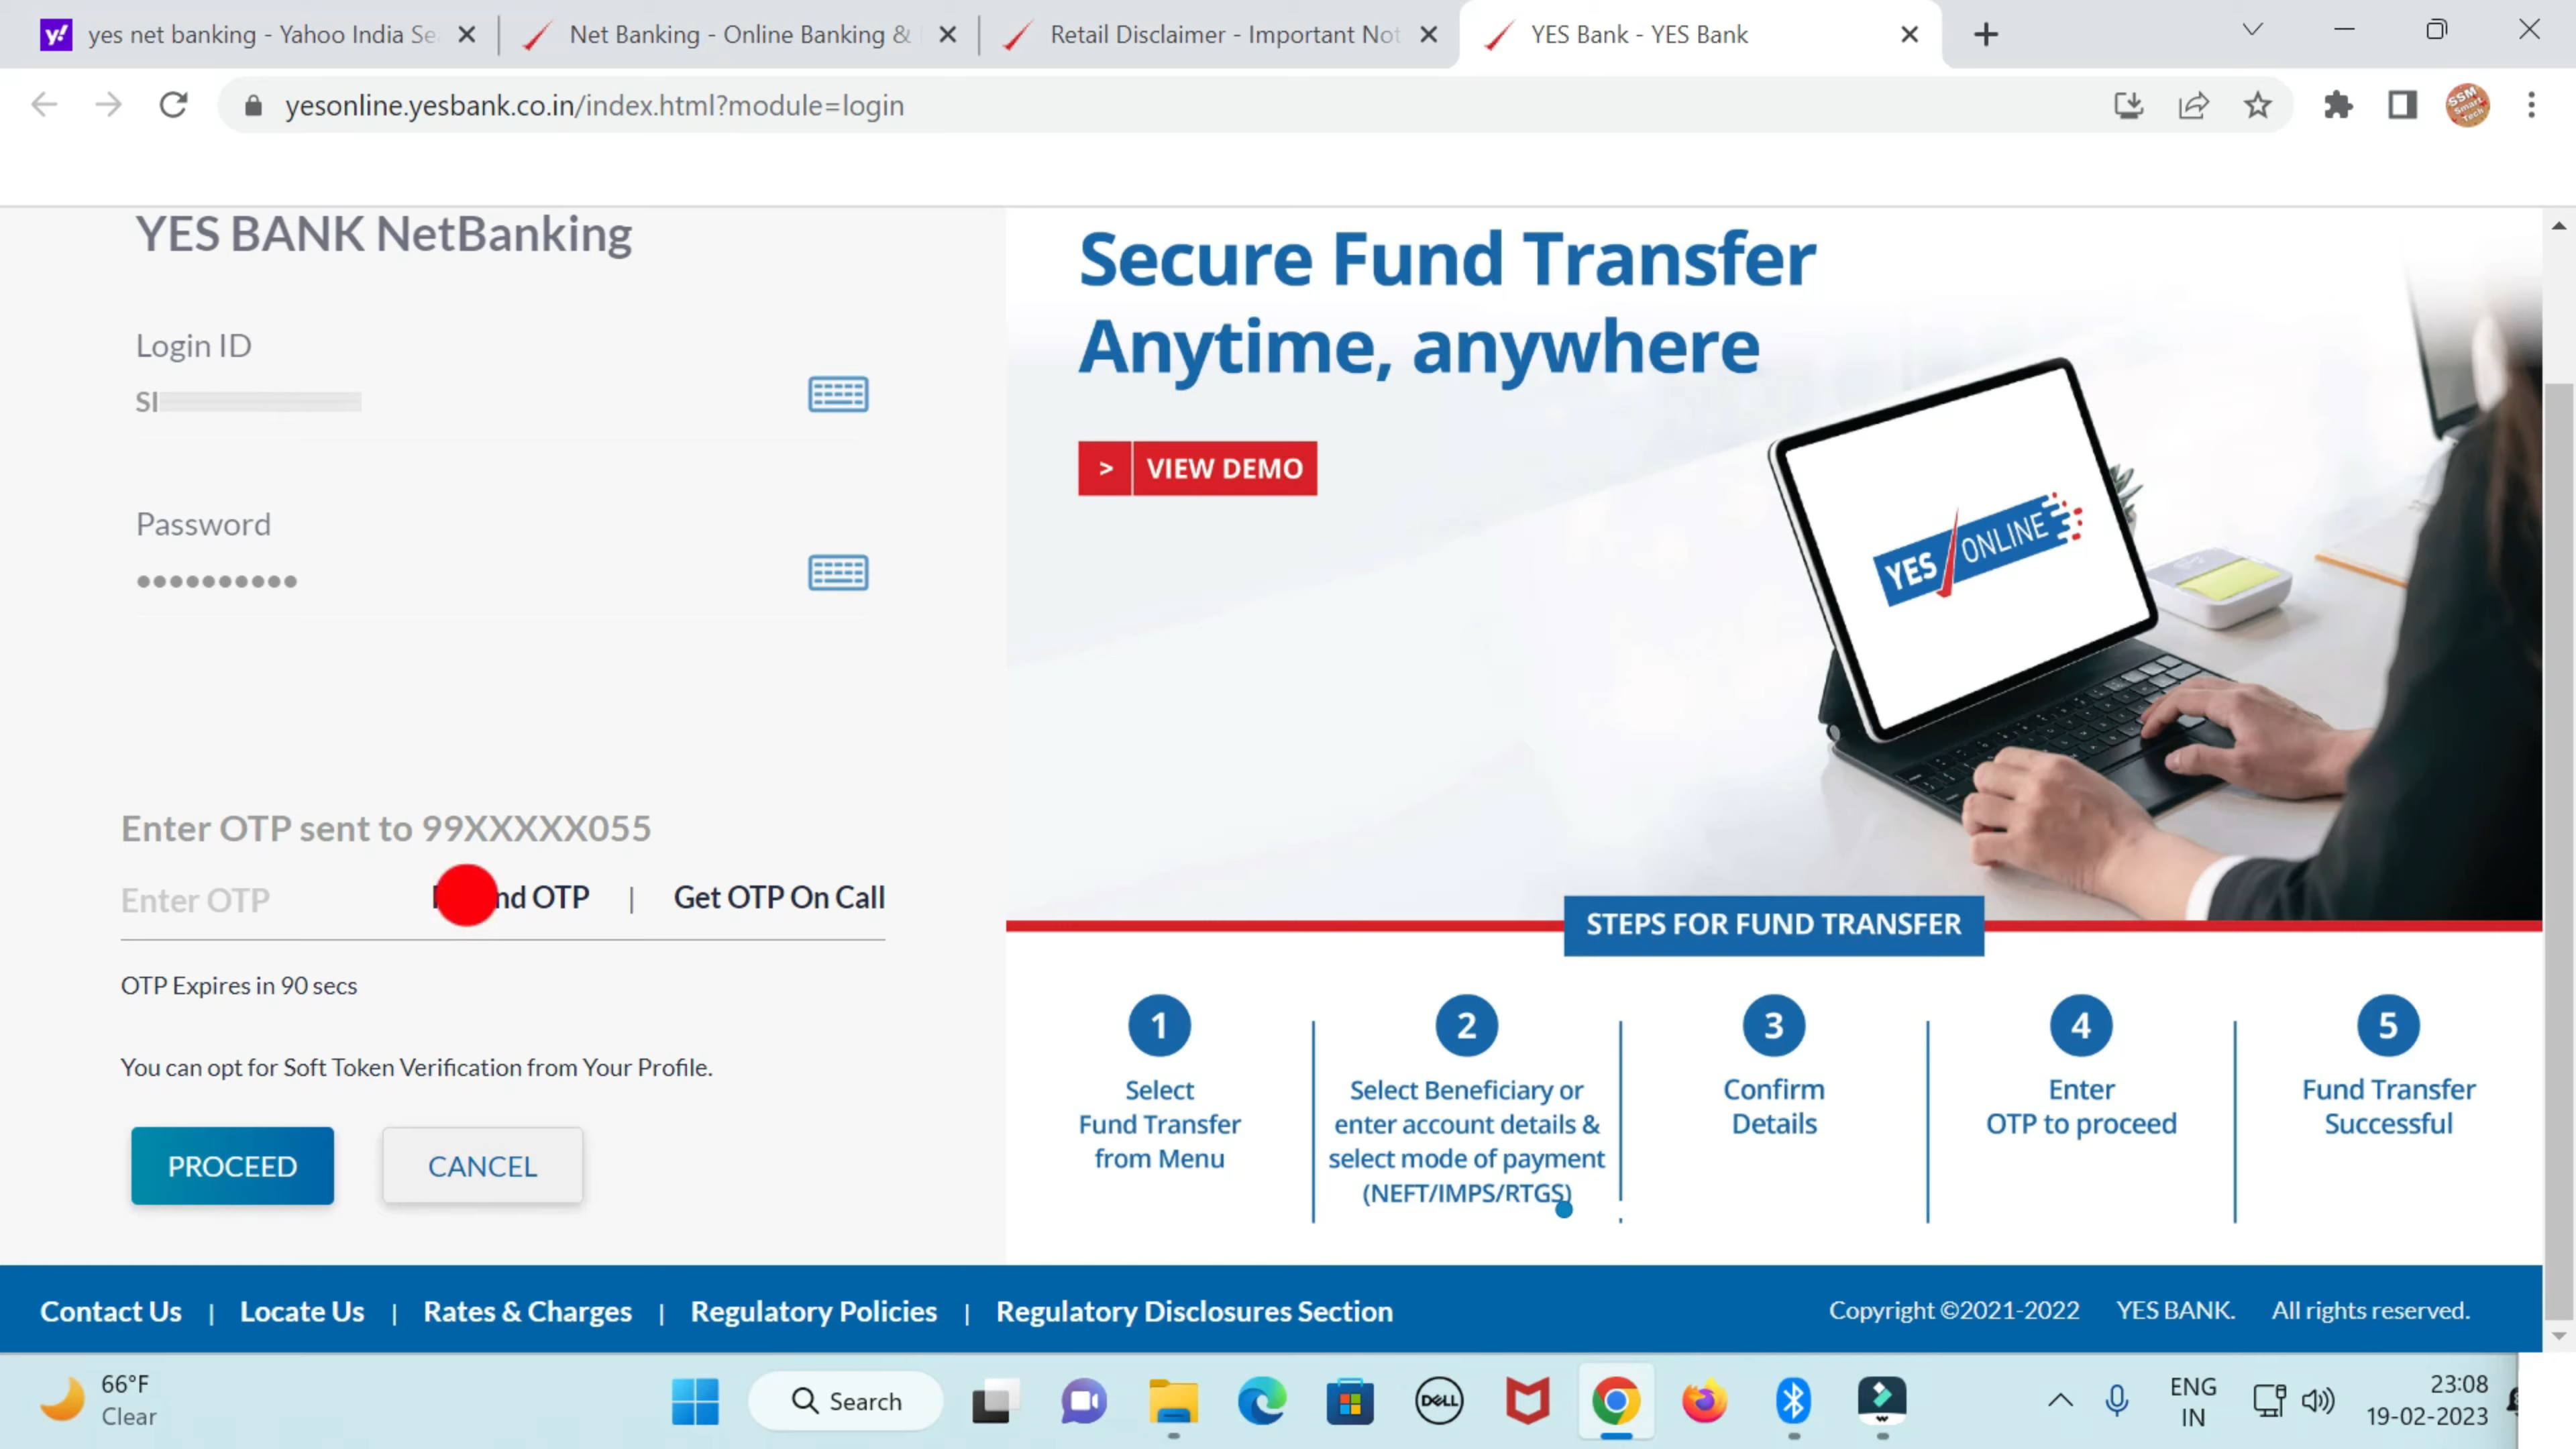 yes net banking - Yahoo India Se
Net Banking - Online Banking &
Retail Disclaimer - Important Not
YES Bank - YES Bank
yesonline.yesbank.co.in/index.html?module=login
SSM
Smart
Tech
YES BANK NetBanking
Login ID
SI
Password
Enter OTP sent to 99XXXXX055
Enter OTP
nd OTP | Get OTP On Call
OTP Expires in 90 secs
You can opt for Soft Token Verification from Your Profile.
PROCEED
CANCEL
Secure Fund Transfer
Anytime, anywhere
> VIEW DEMO
YES ONLINE
STEPS FOR FUND TRANSFER
1
Select
Fund Transfer
from Menu
2
Select Beneficiary or
enter account details &
select mode of payment
(NEFT/IMPS/RTGS)
3
Confirm
Details
4
Enter
OTP to proceed
5
Fund Transfer
Successful
Contact Us | Locate Us | Rates & Charges | Regulatory Policies | Regulatory Disclosures Section
Copyright ©2021-2022 YES BANK. All rights reserved.
66°F
Clear
Search
DELL
ENG
IN
23:08
19-02-2023